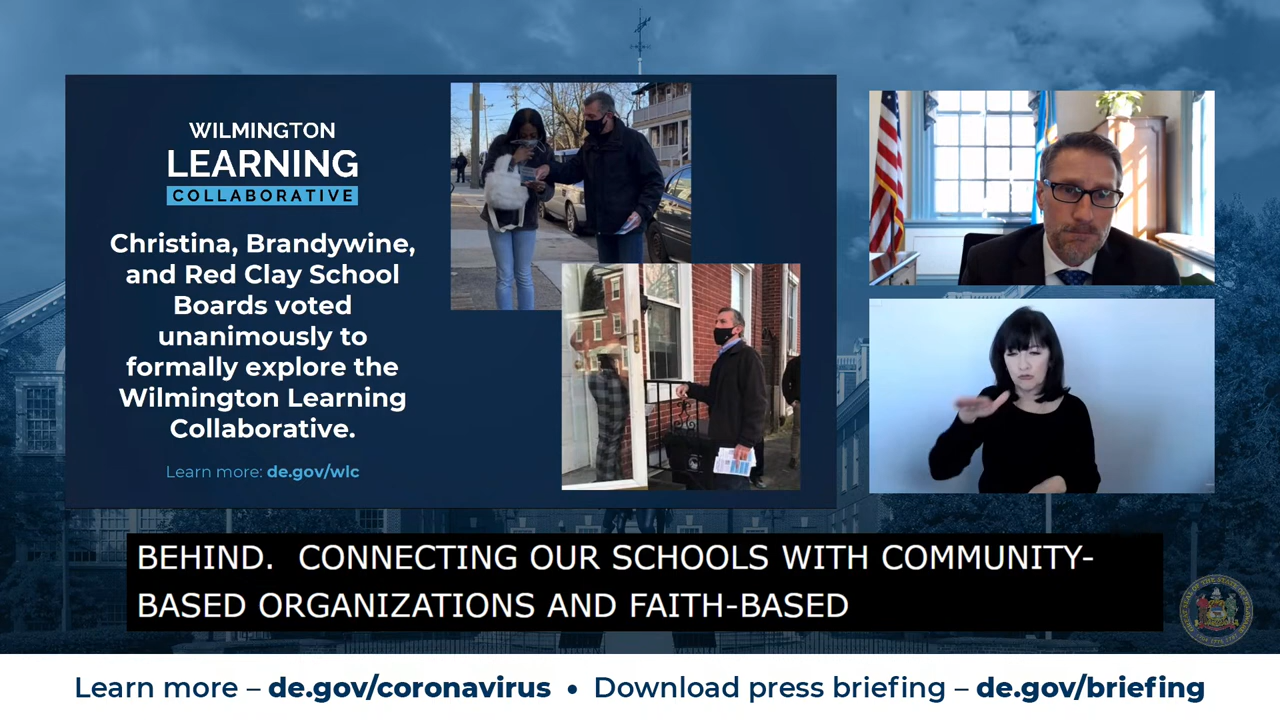 WILMINGTON
LEARNING
COLLABORATIVE
Christina, Brandywine,
and Red Clay School
Boards voted
unanimously to
formally explore the
Wilmington Learning
Collaborative.
Learn more: de.gov/wlc
BEHIND.  CONNECTING OUR SCHOOLS WITH COMMUNITY-
BASED ORGANIZATIONS AND FAITH-BASED
Learn more – de.gov/coronavirus • Download press briefing – de.gov/briefing